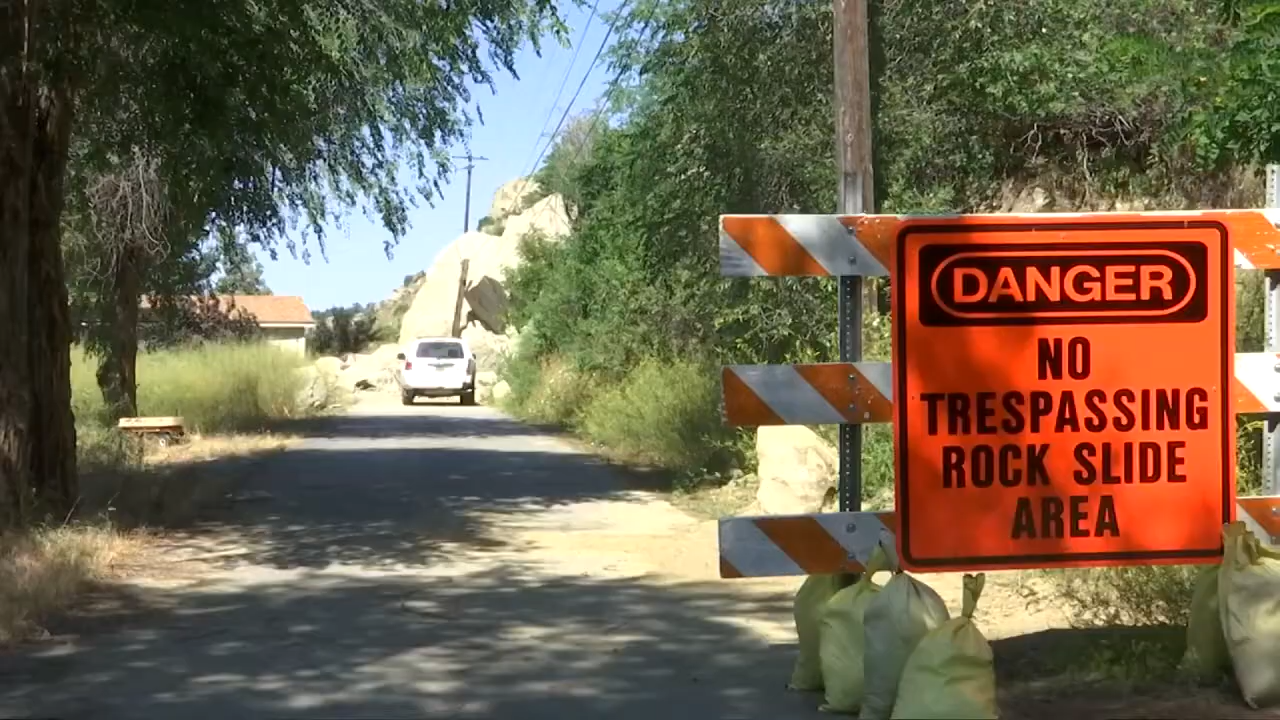 DANGER
NO
TRESPASSING
ROCK SLIDE
AREA